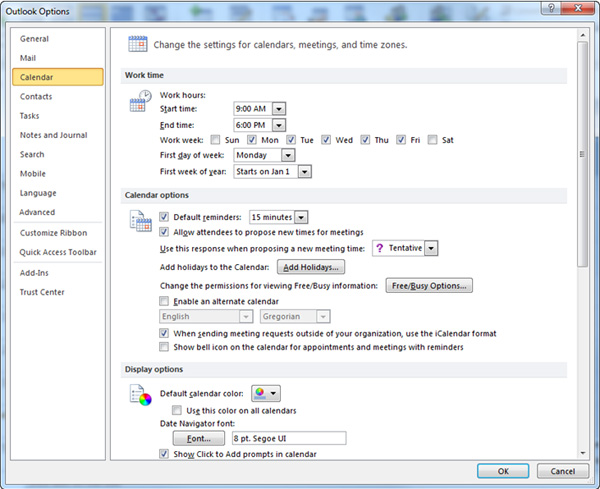 Outlook Options
General
Mail
Calendar
Contacts
Tasks
Notes and Journal
Search
Mobile
Language
Advanced
Customize Ribbon
Quick Access Toolbar
Add-Ins
Trust Center
Change the settings for calendars, meetings, and time zones.
Work time
Work hours:
Start time: 9:00 AM
End time: 6:00 PM
Work week: Sun Mon Tue Wed Thu Fri Sat
First day of week: Monday
First week of year: Starts on Jan 1
Calendar options
Default reminders: 15 minutes
Allow attendees to propose new times for meetings
Use this response when proposing a new meeting time: ? Tentative
Add holidays to the Calendar: Add Holidays...
Change the permissions for viewing Free/Busy information: Free/Busy Options...
Enable an alternate calendar
English Gregorian
When sending meeting requests outside of your organization, use the iCalendar format
Show bell icon on the calendar for appointments and meetings with reminders
Display options
Default calendar color:
Use this color on all calendars
Date Navigator font:
Font... 8 pt. Segoe UI
Show Click to Add prompts in calendar
OK Cancel